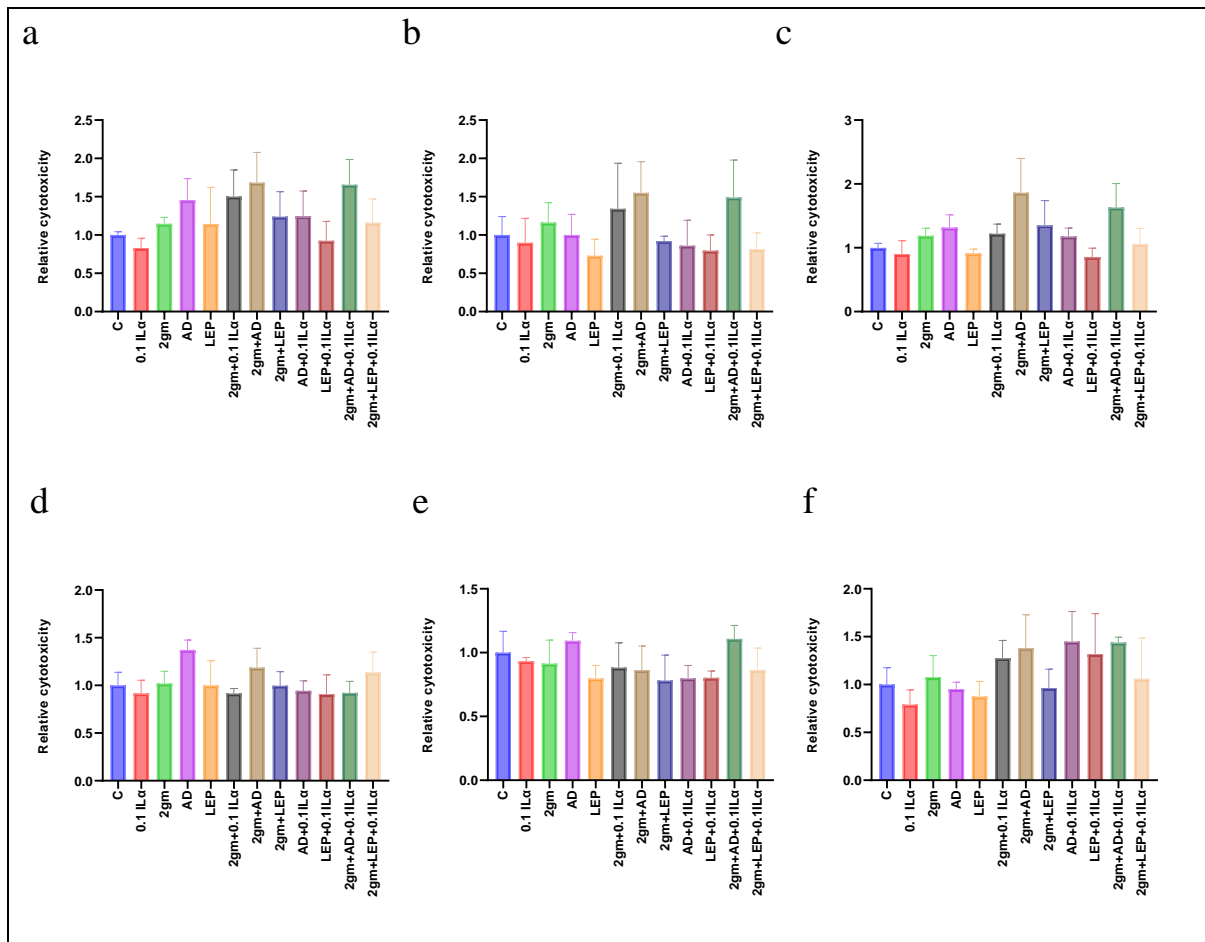 a
b
c
Relative cytotoxicity
2.5
2.0
1.5
1.0
0.5
0.0
C
0.1 ILα
2gm
AD
LEP
2gm+0.1 ILα
2gm+AD
2gm+LEP
AD+0.1ILα
LEP+0.1ILα
2gm+AD+0.1ILα
2gm+LEP+0.1ILα
Relative cytotoxicity
2.5
2.0
1.5
1.0
0.5
0.0
C
0.1 ILα
2gm
AD
LEP
2gm+0.1 ILα
2gm+AD
2gm+LEP
AD+0.1ILα
LEP+0.1ILα
2gm+AD+0.1ILα
2gm+LEP+0.1ILα
Relative cytotoxicity
3
2
1
0
C
0.1 ILα
2gm
AD
LEP
2gm+0.1 ILα
2gm+AD
2gm+LEP
AD+0.1ILα
LEP+0.1ILα
2gm+AD+0.1ILα
2gm+LEP+0.1ILα
d
e
f
Relative cytotoxicity
2.0
1.5
1.0
0.5
0.0
C
0.1 ILα
2gm
AD
LEP
2gm+0.1 ILα
2gm+AD
2gm+LEP
AD+0.1ILα
LEP+0.1ILα
2gm+AD+0.1ILα
2gm+LEP+0.1ILα
Relative cytotoxicity
1.5
1.0
0.5
0.0
C
0.1 ILα
2gm
AD
LEP
2gm+0.1 ILα
2gm+AD
2gm+LEP
AD+0.1ILα
LEP+0.1ILα
2gm+AD+0.1ILα
2gm+LEP+0.1ILα
Relative cytotoxicity
2.0
1.5
1.0
0.5
0.0
C
0.1 ILα
2gm
AD
LEP
2gm+0.1 ILα
2gm+AD
2gm+LEP
AD+0.1ILα
LEP+0.1ILα
2gm+AD+0.1ILα
2gm+LEP+0.1ILα